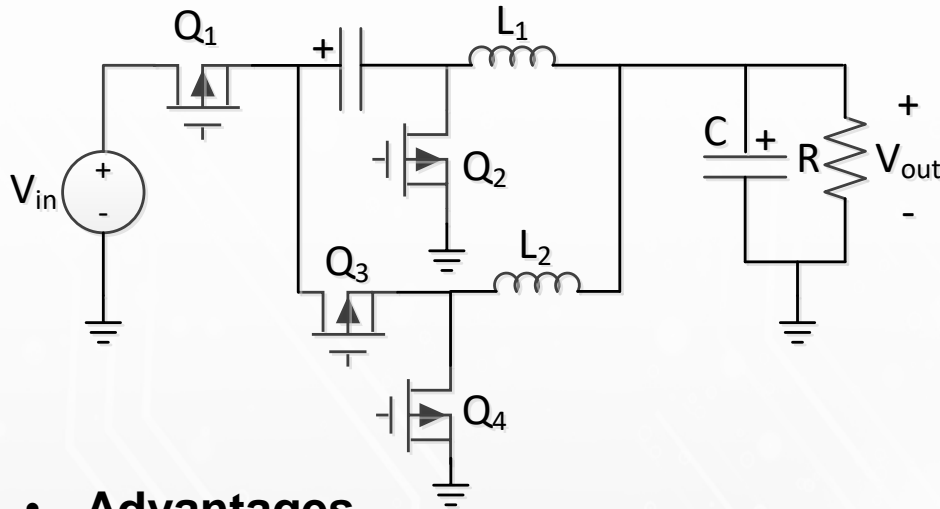 Q1
L1
+
Vin
+
-
Q2
C
+
R
+
Vout
-
Q3
L2
Q4
• Advantages